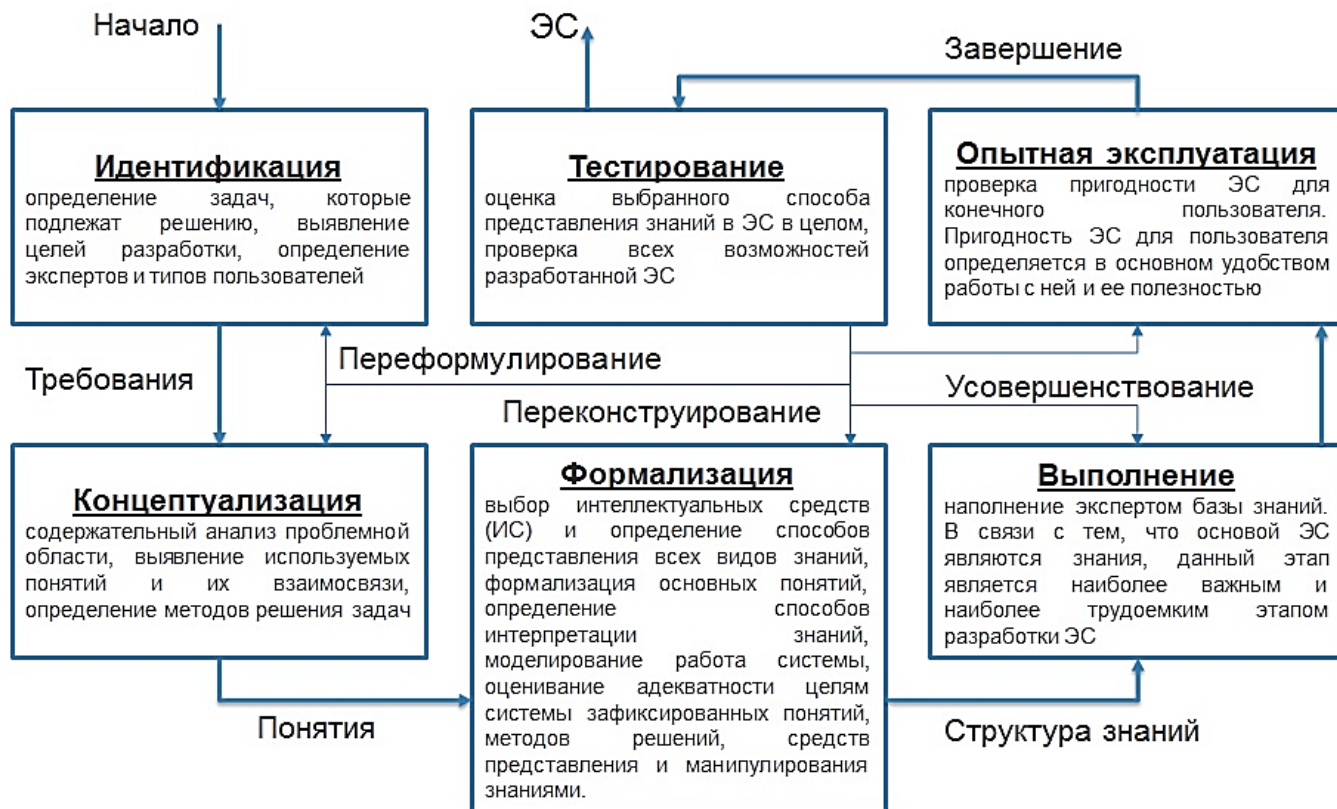 Начало
ЭС
Завершение
Идентификация
определение задач, которые
подлежат решению, выявление
целей разработки, определение
экспертов и типов пользователей
Тестирование
оценка выбранного способа
представления знаний в ЭС в целом,
проверка всех возможностей
разработанной ЭС
Опытная эксплуатация
проверка пригодности ЭС для
конечного пользователя.
Пригодность ЭС для пользователя
определяется в основном удобством
работы с ней и ее полезностью
Требования
Переформулирование
Переконструирование
Усовершенствование
Концептуализация
содержательный анализ проблемной
области, выявление используемых
понятий и их взаимосвязи,
определение методов решения задач
Формализация
выбор интеллектуальных средств
(ИС) и определение способов
представления всех видов знаний,
формализация основных понятий,
определение способов
интерпретации знаний,
моделирование работа системы,
оценивание адекватности целям
системы зафиксированных понятий,
методов решений, средств
представления и манипулирования
знаниями.
Выполнение
наполнение экспертом базы знаний.
В связи с тем, что основой ЭС
являются знания, данный этап
является наиболее важным и
наиболее трудоемким этапом
разработки ЭС
Понятия
Структура знаний